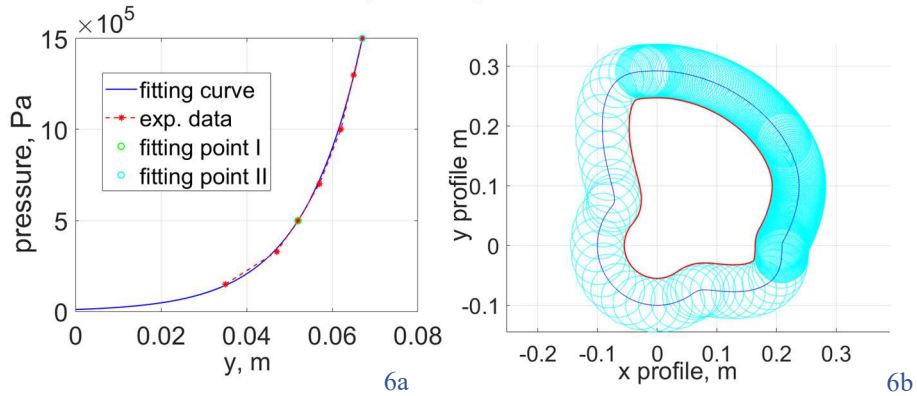 ×10⁵
15
10
5
0
pressure, Pa
fitting curve
exp. data
fitting point I
fitting point II
0 0.02 0.04 0.06 0.08
y, m
6a
0.3
0.2
0.1
0
-0.1
y profile m
-0.2 -0.1 0 0.1 0.2 0.3
x profile, m
6b